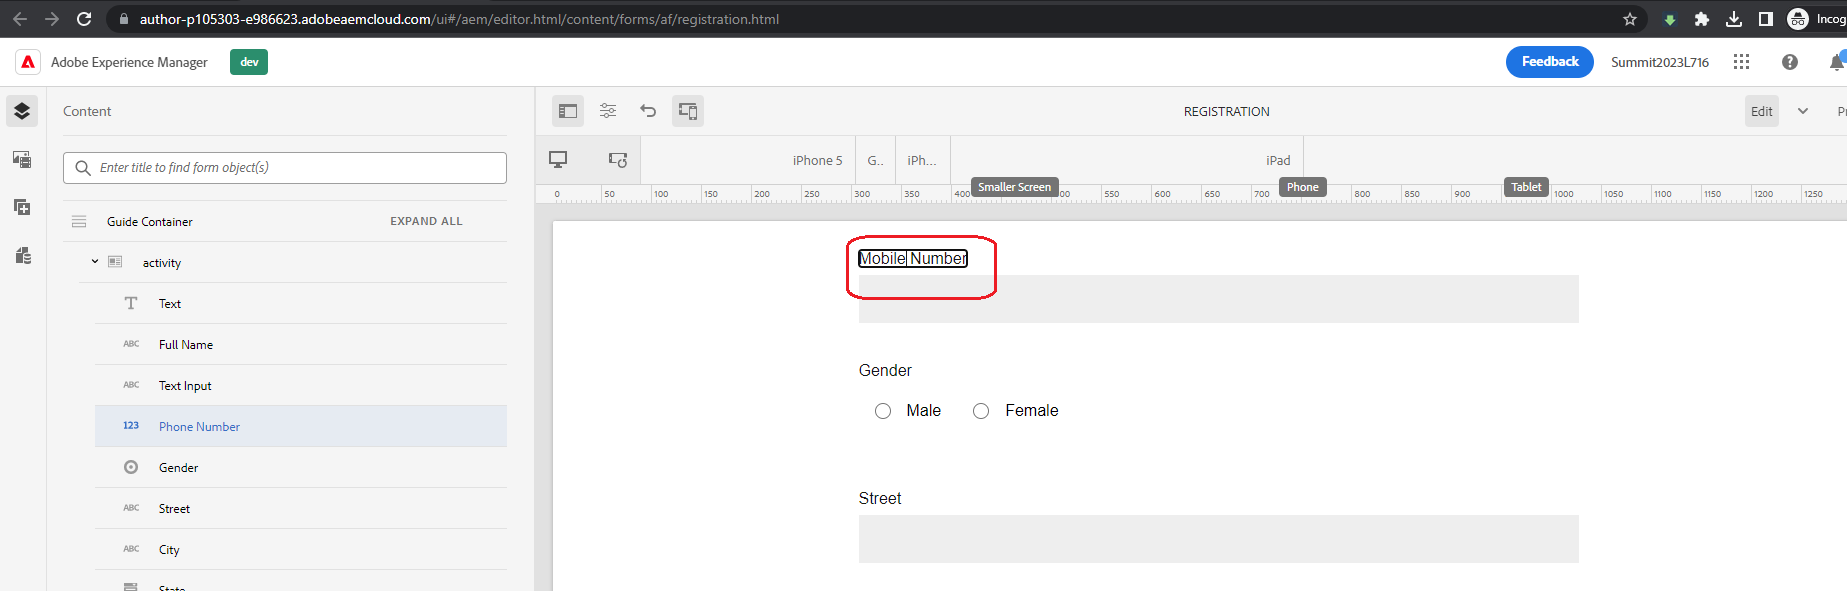 author-p105303-e986623.adobeaemcloud.com/ui#/aem/editor.html/content/forms/af/registration.html
Incog
Adobe Experience Manager
dev
Feedback
Summit2023L716
Content
REGISTRATION
Edit
Pr
Enter title to find form object(s)
iPhone 5
G..
iPh...
iPad
Smaller Screen
Phone
Tablet
0 50 100 150 200 250 300 350 400 00 550 600 650 700 800 850 900 1000 1050 1100 1150 1200 1250
Guide Container
EXPAND ALL
activity
Text
ABC Full Name
ABC Text Input
123 Phone Number
Gender
ABC Street
ABC City
State
Mobile Number
Gender
Male
Female
Street